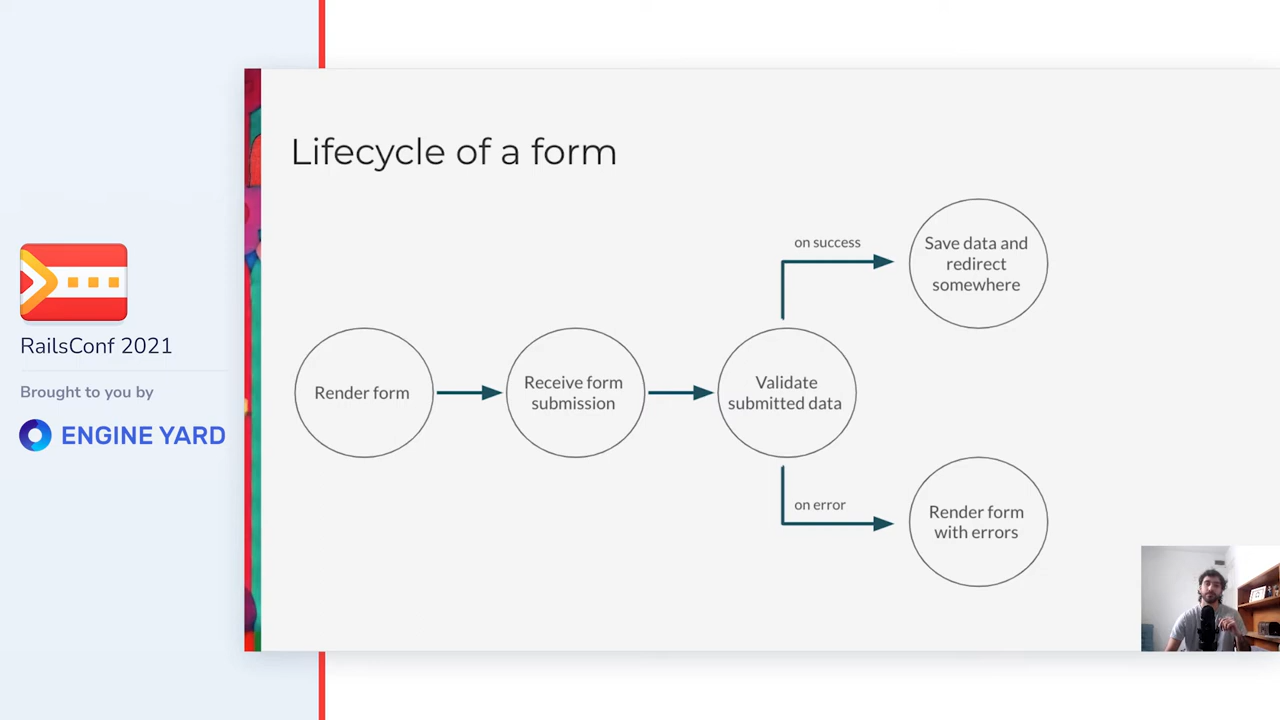 Lifecycle of a form
on success
Save data and
redirect
somewhere
Render form
Receive form
submission
Validate
submitted data
on error
Render form
with errors
RailsConf 2021
Brought to you by
ENGINE YARD